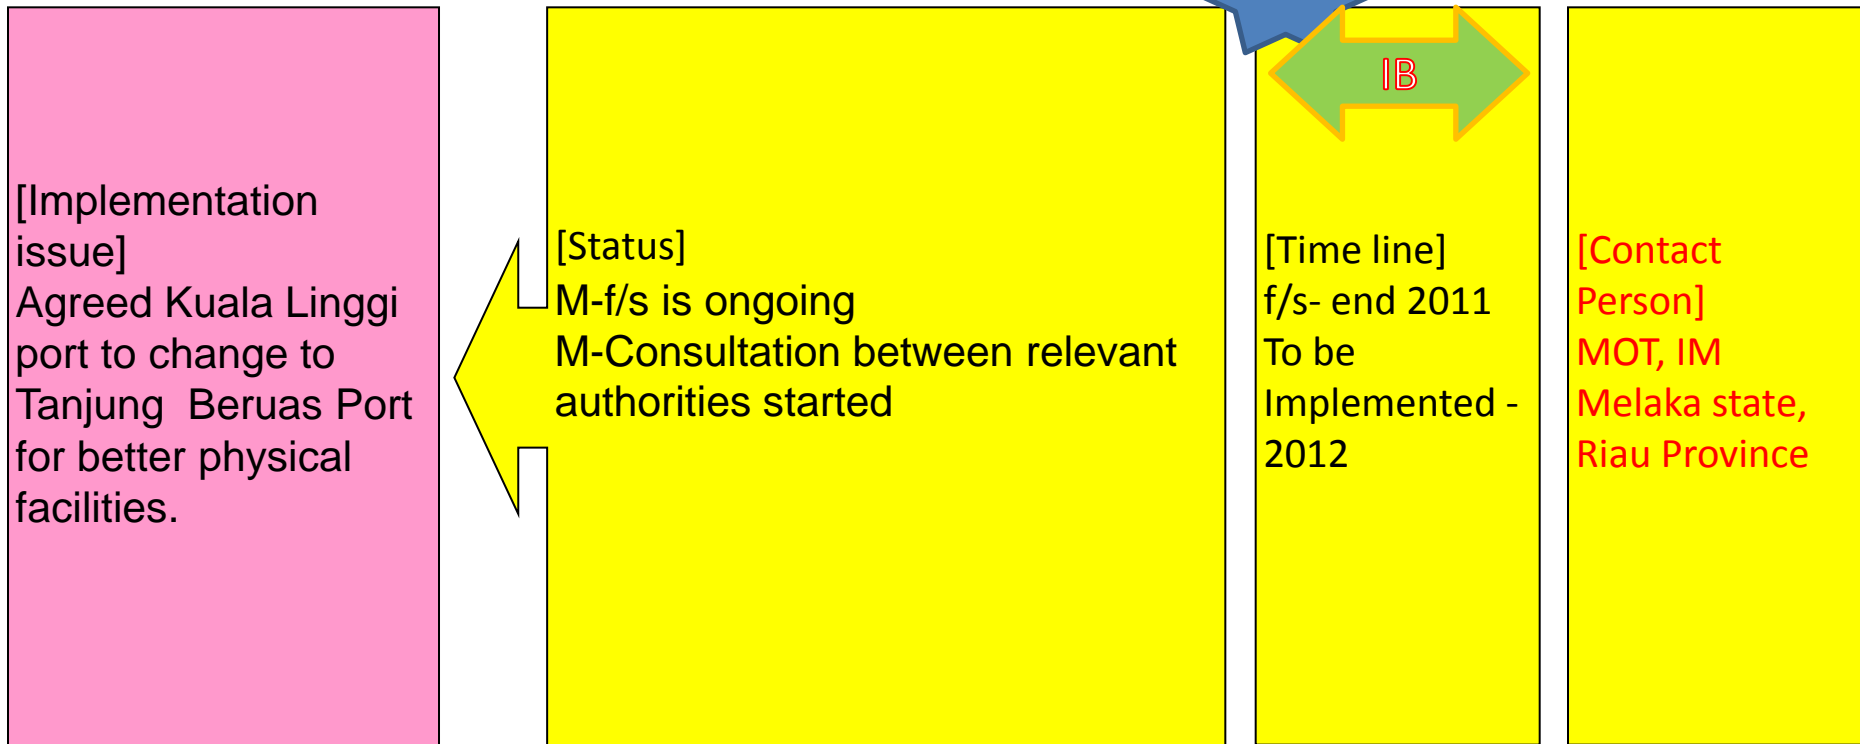 [Implementation
issue]
Agreed Kuala Linggi
port to change to
Tanjung  Beruas Port
for better physical
facilities.
[Status]
M-f/s is ongoing
M-Consultation between relevant
authorities started
IB
[Time line]
f/s- end 2011
To be
Implemented -
2012
[Contact
Person]
MOT, IM
Melaka state,
Riau Province